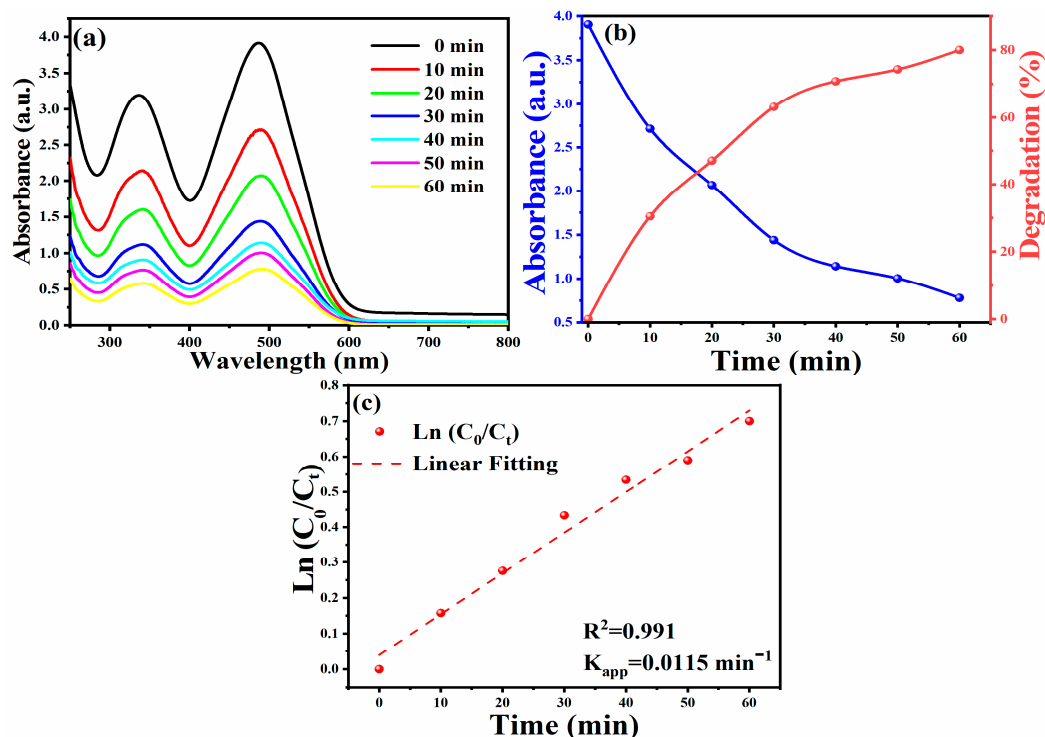 (a)
0 min
10 min
20 min
30 min
40 min
50 min
60 min
Absorbance (a.u.)
4.0
3.5
3.0
2.5
2.0
1.5
1.0
0.5
0.0
300 400 500 600 700 800
Wavelength (nm)
(b)
Absorbance (a.u.)
4.0
3.5
3.0
2.5
2.0
1.5
1.0
0.5
Degradation (%)
80
60
40
20
0
0 10 20 30 40 50 60
Time (min)
(c)
Ln (C₀/Cₜ)
Linear Fitting
Ln (C₀/Cₜ)
0.8
0.7
0.6
0.5
0.4
0.3
0.2
0.1
0.0
R²=0.991
Kₐₚₚ=0.0115 min⁻¹
0 10 20 30 40 50 60
Time (min)